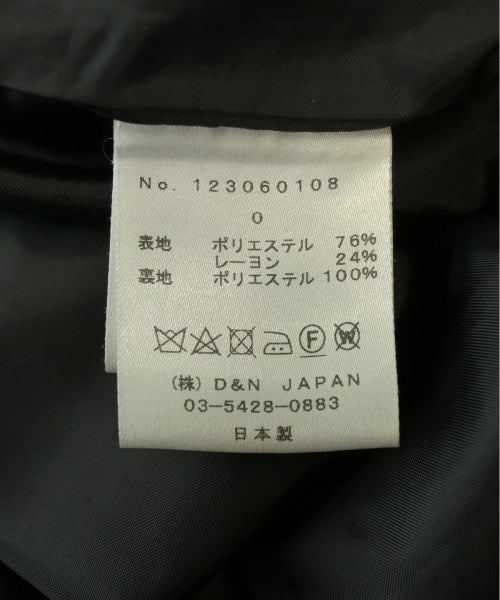 No. 123060108
0
表地 ポリエステル 76%
レーヨン 24%
裏地 ポリエステル 100%
F W
(株) D&N JAPAN
03-5428-0883
日本製